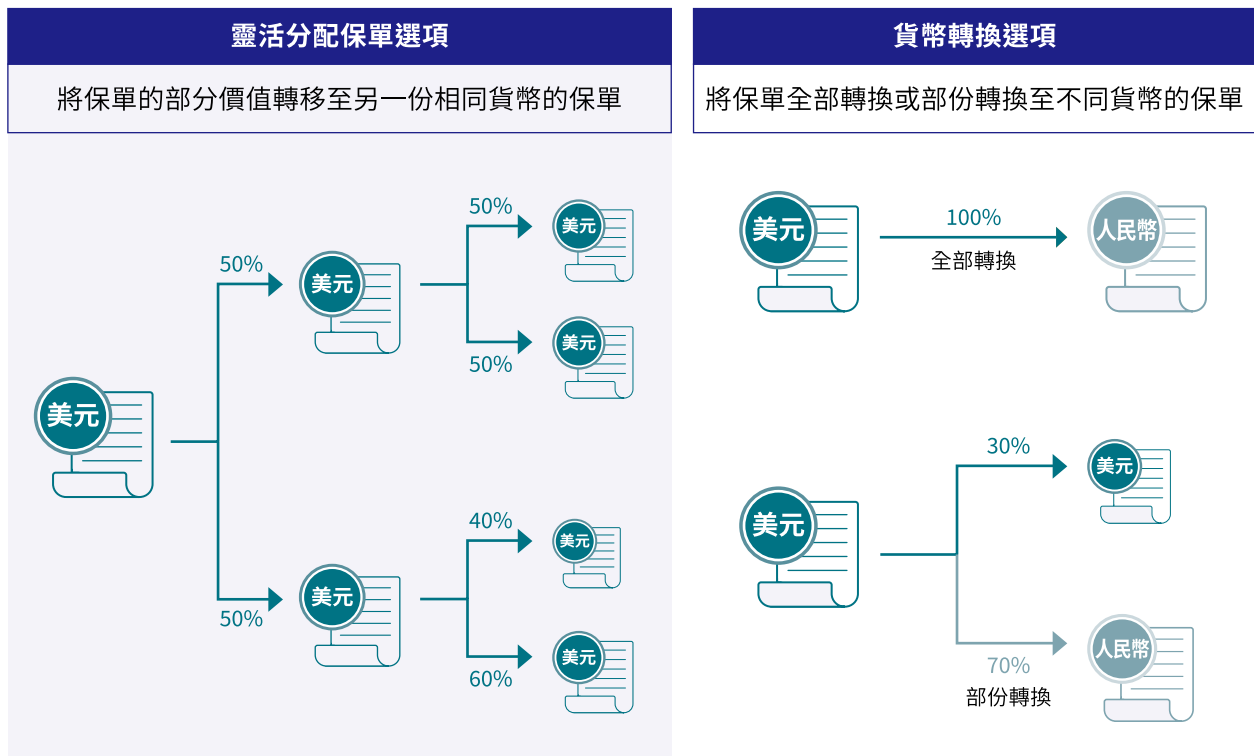 靈活分配保單選項
將保單的部分價值轉移至另一份相同貨幣的保單
50%
美元
50%
美元
50%
美元
美元
50%
美元
40%
美元
60%
美元
貨幣轉換選項
將保單全部轉換或部份轉換至不同貨幣的保單
美元
100%
全部轉換
人民幣
美元
30%
美元
70%
部份轉換
人民幣